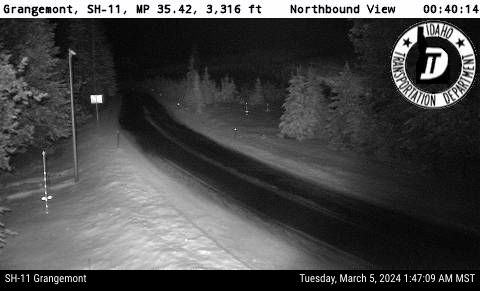 Grangemont, SH-11, MP 35.42, 3,316 ft Northbound View 00:40:14
IDAHO
TRANSPORTATION DEPARTMENT
SH-11 Grangemont Tuesday, March 5, 2024 1:47:09 AM MST